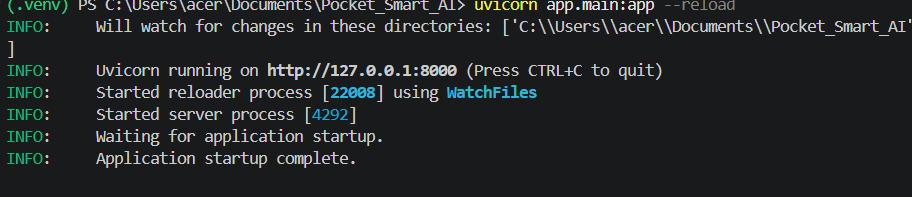 (.venv) PS C:\Users\acer\Documents\Pocket_Smart_AI> uvicorn app.main:app --reload
INFO:     Will watch for changes in these directories: ['C:\\Users\\acer\\Documents\\Pocket_Smart_AI'
]
INFO:     Uvicorn running on http://127.0.0.1:8000 (Press CTRL+C to quit)
INFO:     Started reloader process [22008] using WatchFiles
INFO:     Started server process [4292]
INFO:     Waiting for application startup.
INFO:     Application startup complete.